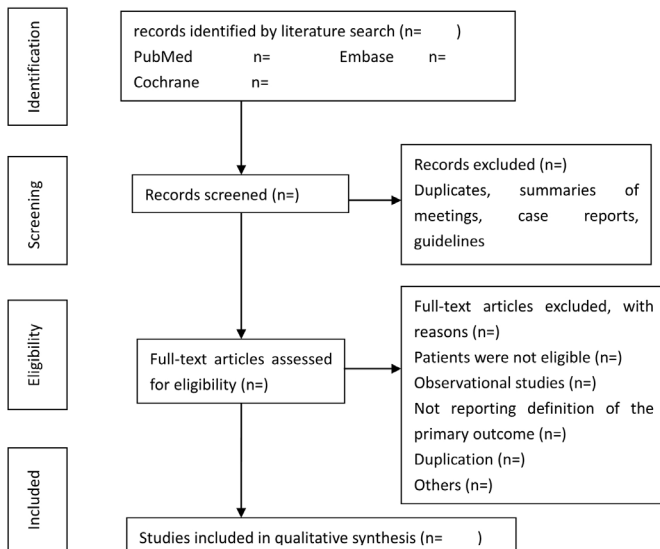 Identification
records identified by literature search (n= )
PubMed n= Embase n=
Cochrane n=
Screening
Records screened (n=)
Records excluded (n=)
Duplicates, summaries of
meetings, case reports,
guidelines
Eligibility
Full-text articles assessed
for eligibility (n=)
Full-text articles excluded, with
reasons (n=)
Patients were not eligible (n=)
Observational studies (n=)
Not reporting definition of the
primary outcome (n=)
Duplication (n=)
Others (n=)
Included
Studies included in qualitative synthesis (n= )